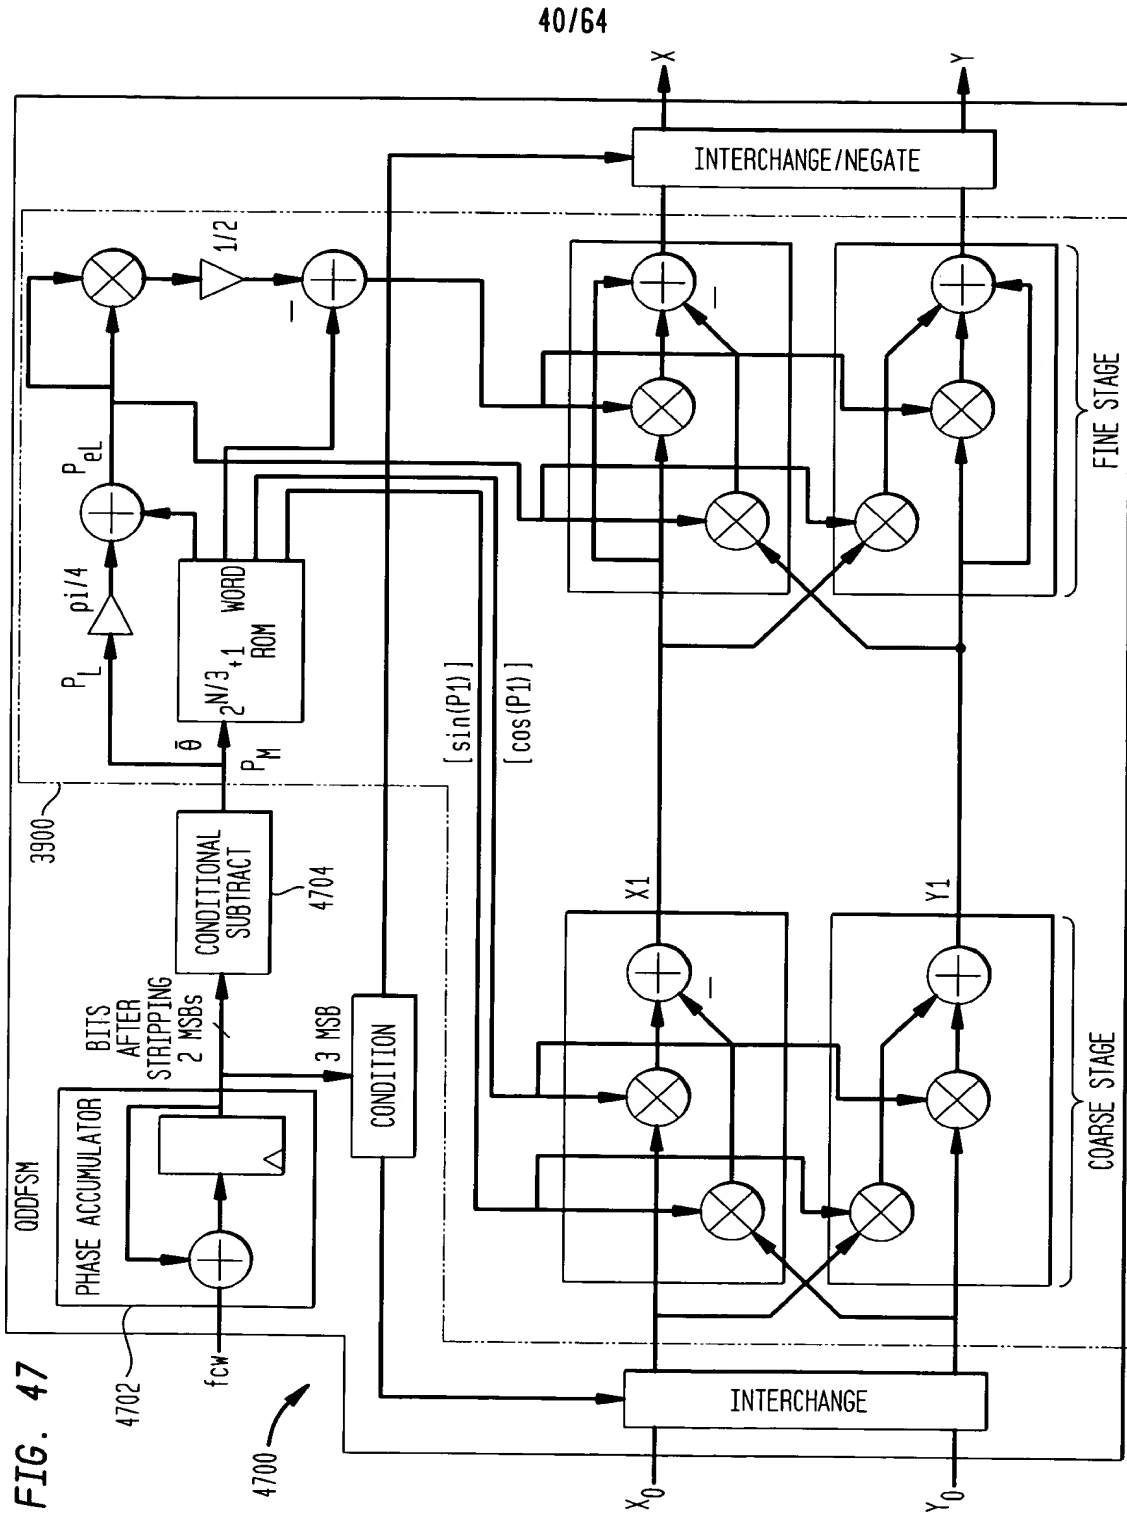 40/64
FIG. 47
4700
QDDFSM
4702
PHASE ACCUMULATOR
fcw
BITS
AFTER
STRIPPING
2 MSBs
3 MSB
CONDITION
CONDITIONAL
SUBTRACT
4704
3900
θ̄
P_M
P_L
pi/4
P_eL
2^N/3 +1 WORD
ROM
1/2
−
[sin(P1)]
[cos(P1)]
X_0
Y_0
INTERCHANGE
−
COARSE STAGE
X1
Y1
−
FINE STAGE
INTERCHANGE/NEGATE
X
Y